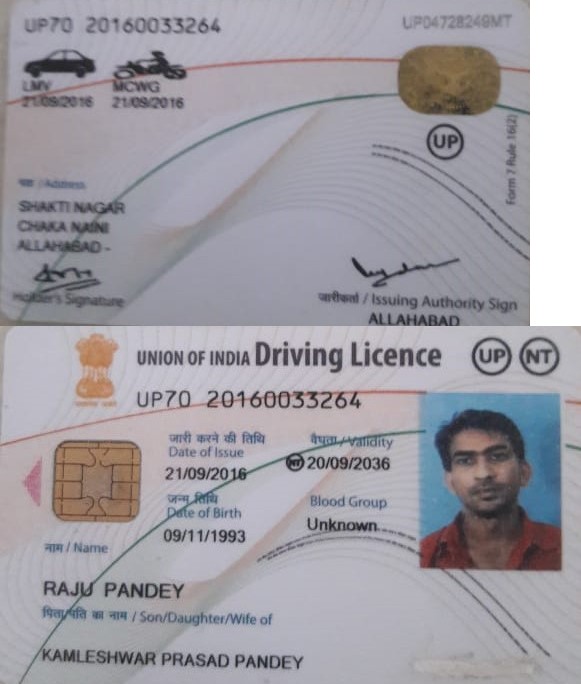 UP70 20160033264
UP04728249MT
LMV MCWG
21/09/2016 21/09/2016
UP
Form 7 Rule 16(2)
पता / Address
SHAKTI NAGAR
CHAKA NAINI
ALLAHABAD -
Holder's Signature
जारीकर्ता / Issuing Authority Sign
ALLAHABAD
UNION OF INDIA Driving Licence UP NT
UP70 20160033264
जारी करने की तिथि वैधता / Validity
Date of Issue
21/09/2016 NT 20/09/2036
जन्म तिथि Blood Group
Date of Birth Unknown
09/11/1993
नाम / Name
RAJU PANDEY
पिता/पति का नाम / Son/Daughter/Wife of
KAMLESHWAR PRASAD PANDEY